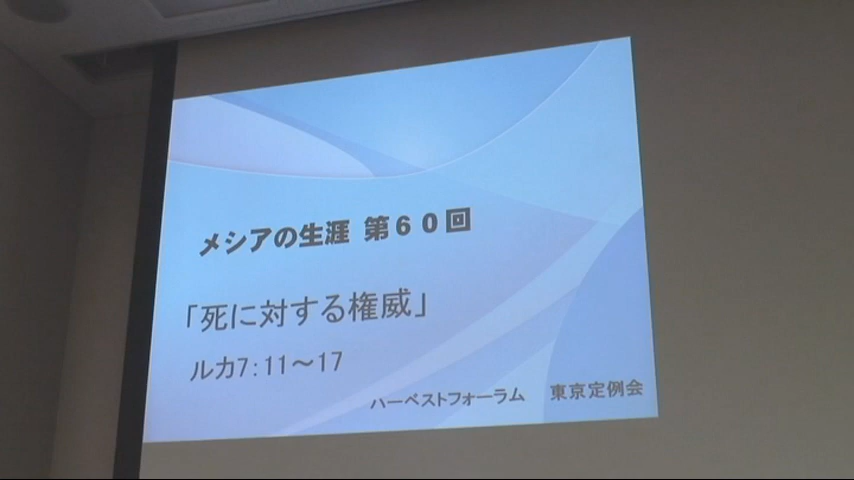 メシアの生涯 第６０回
「死に対する権威」
ルカ7：11～17
ハーベストフォーラム 東京定例会